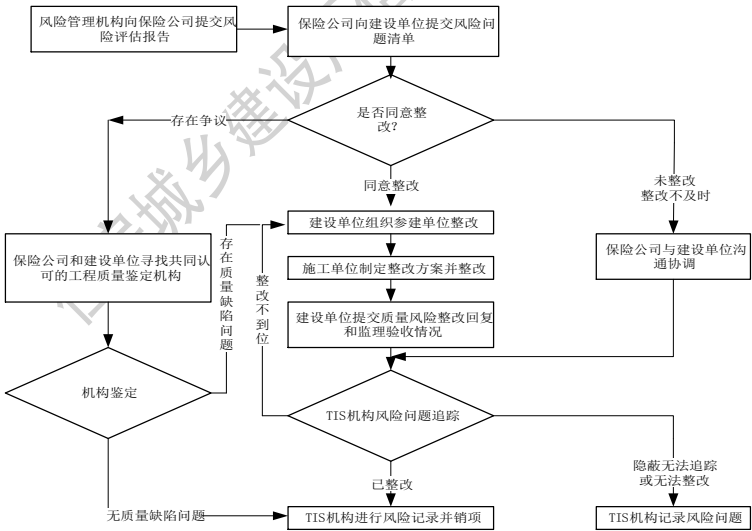 风险管理机构向保险公司提交风
险评估报告
保险公司向建设单位提交风险问
题清单
是否同意整
改?
存在争议
同意整改
未整改
整改不及时
保险公司和建设单位寻找共同认
可的工程质量鉴定机构
存在质量缺陷问题
整改不到位
建设单位组织参建单位整改
施工单位制定整改方案并整改
建设单位提交质量风险整改回复
和监理验收情况
保险公司与建设单位沟
通协调
机构鉴定
TIS机构风险问题追踪
已整改
隐蔽无法追踪
或无法整改
无质量缺陷问题
TIS机构进行风险记录并销项
TIS机构记录风险问题
城乡建设